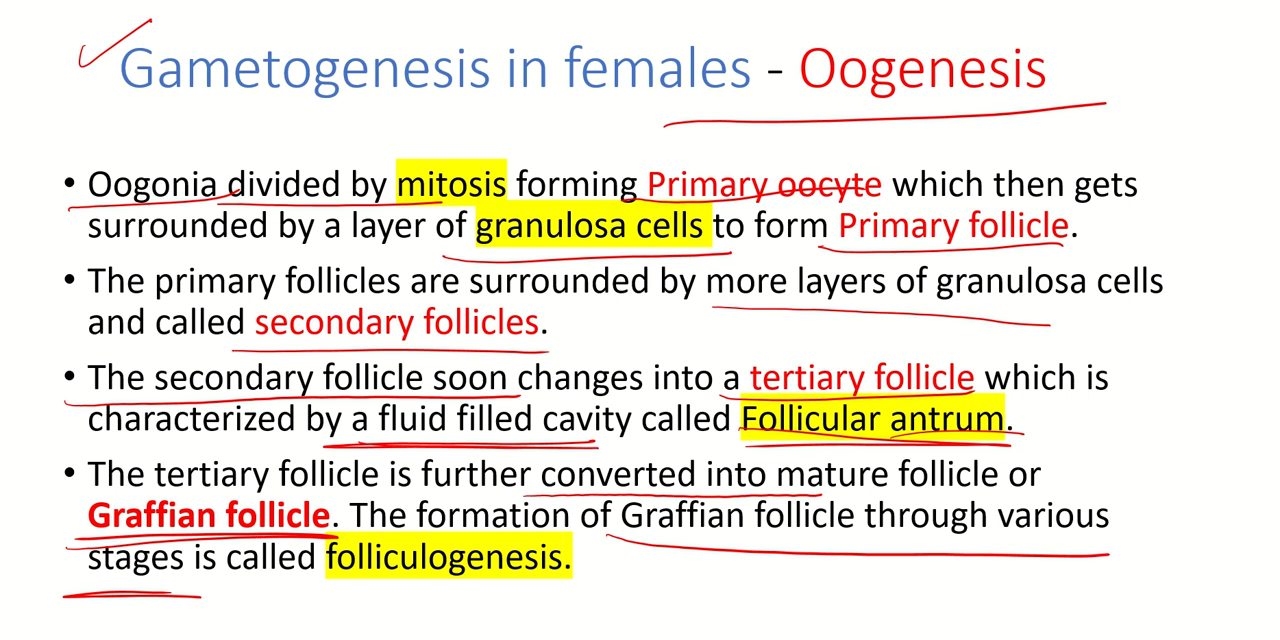 Gametogenesis in females - Oogenesis
• Oogonia divided by mitosis forming Primary oocyte which then gets
surrounded by a layer of granulosa cells to form Primary follicle.
• The primary follicles are surrounded by more layers of granulosa cells
and called secondary follicles.
• The secondary follicle soon changes into a tertiary follicle which is
characterized by a fluid filled cavity called Follicular antrum.
• The tertiary follicle is further converted into mature follicle or
Graffian follicle. The formation of Graffian follicle through various
stages is called folliculogenesis.